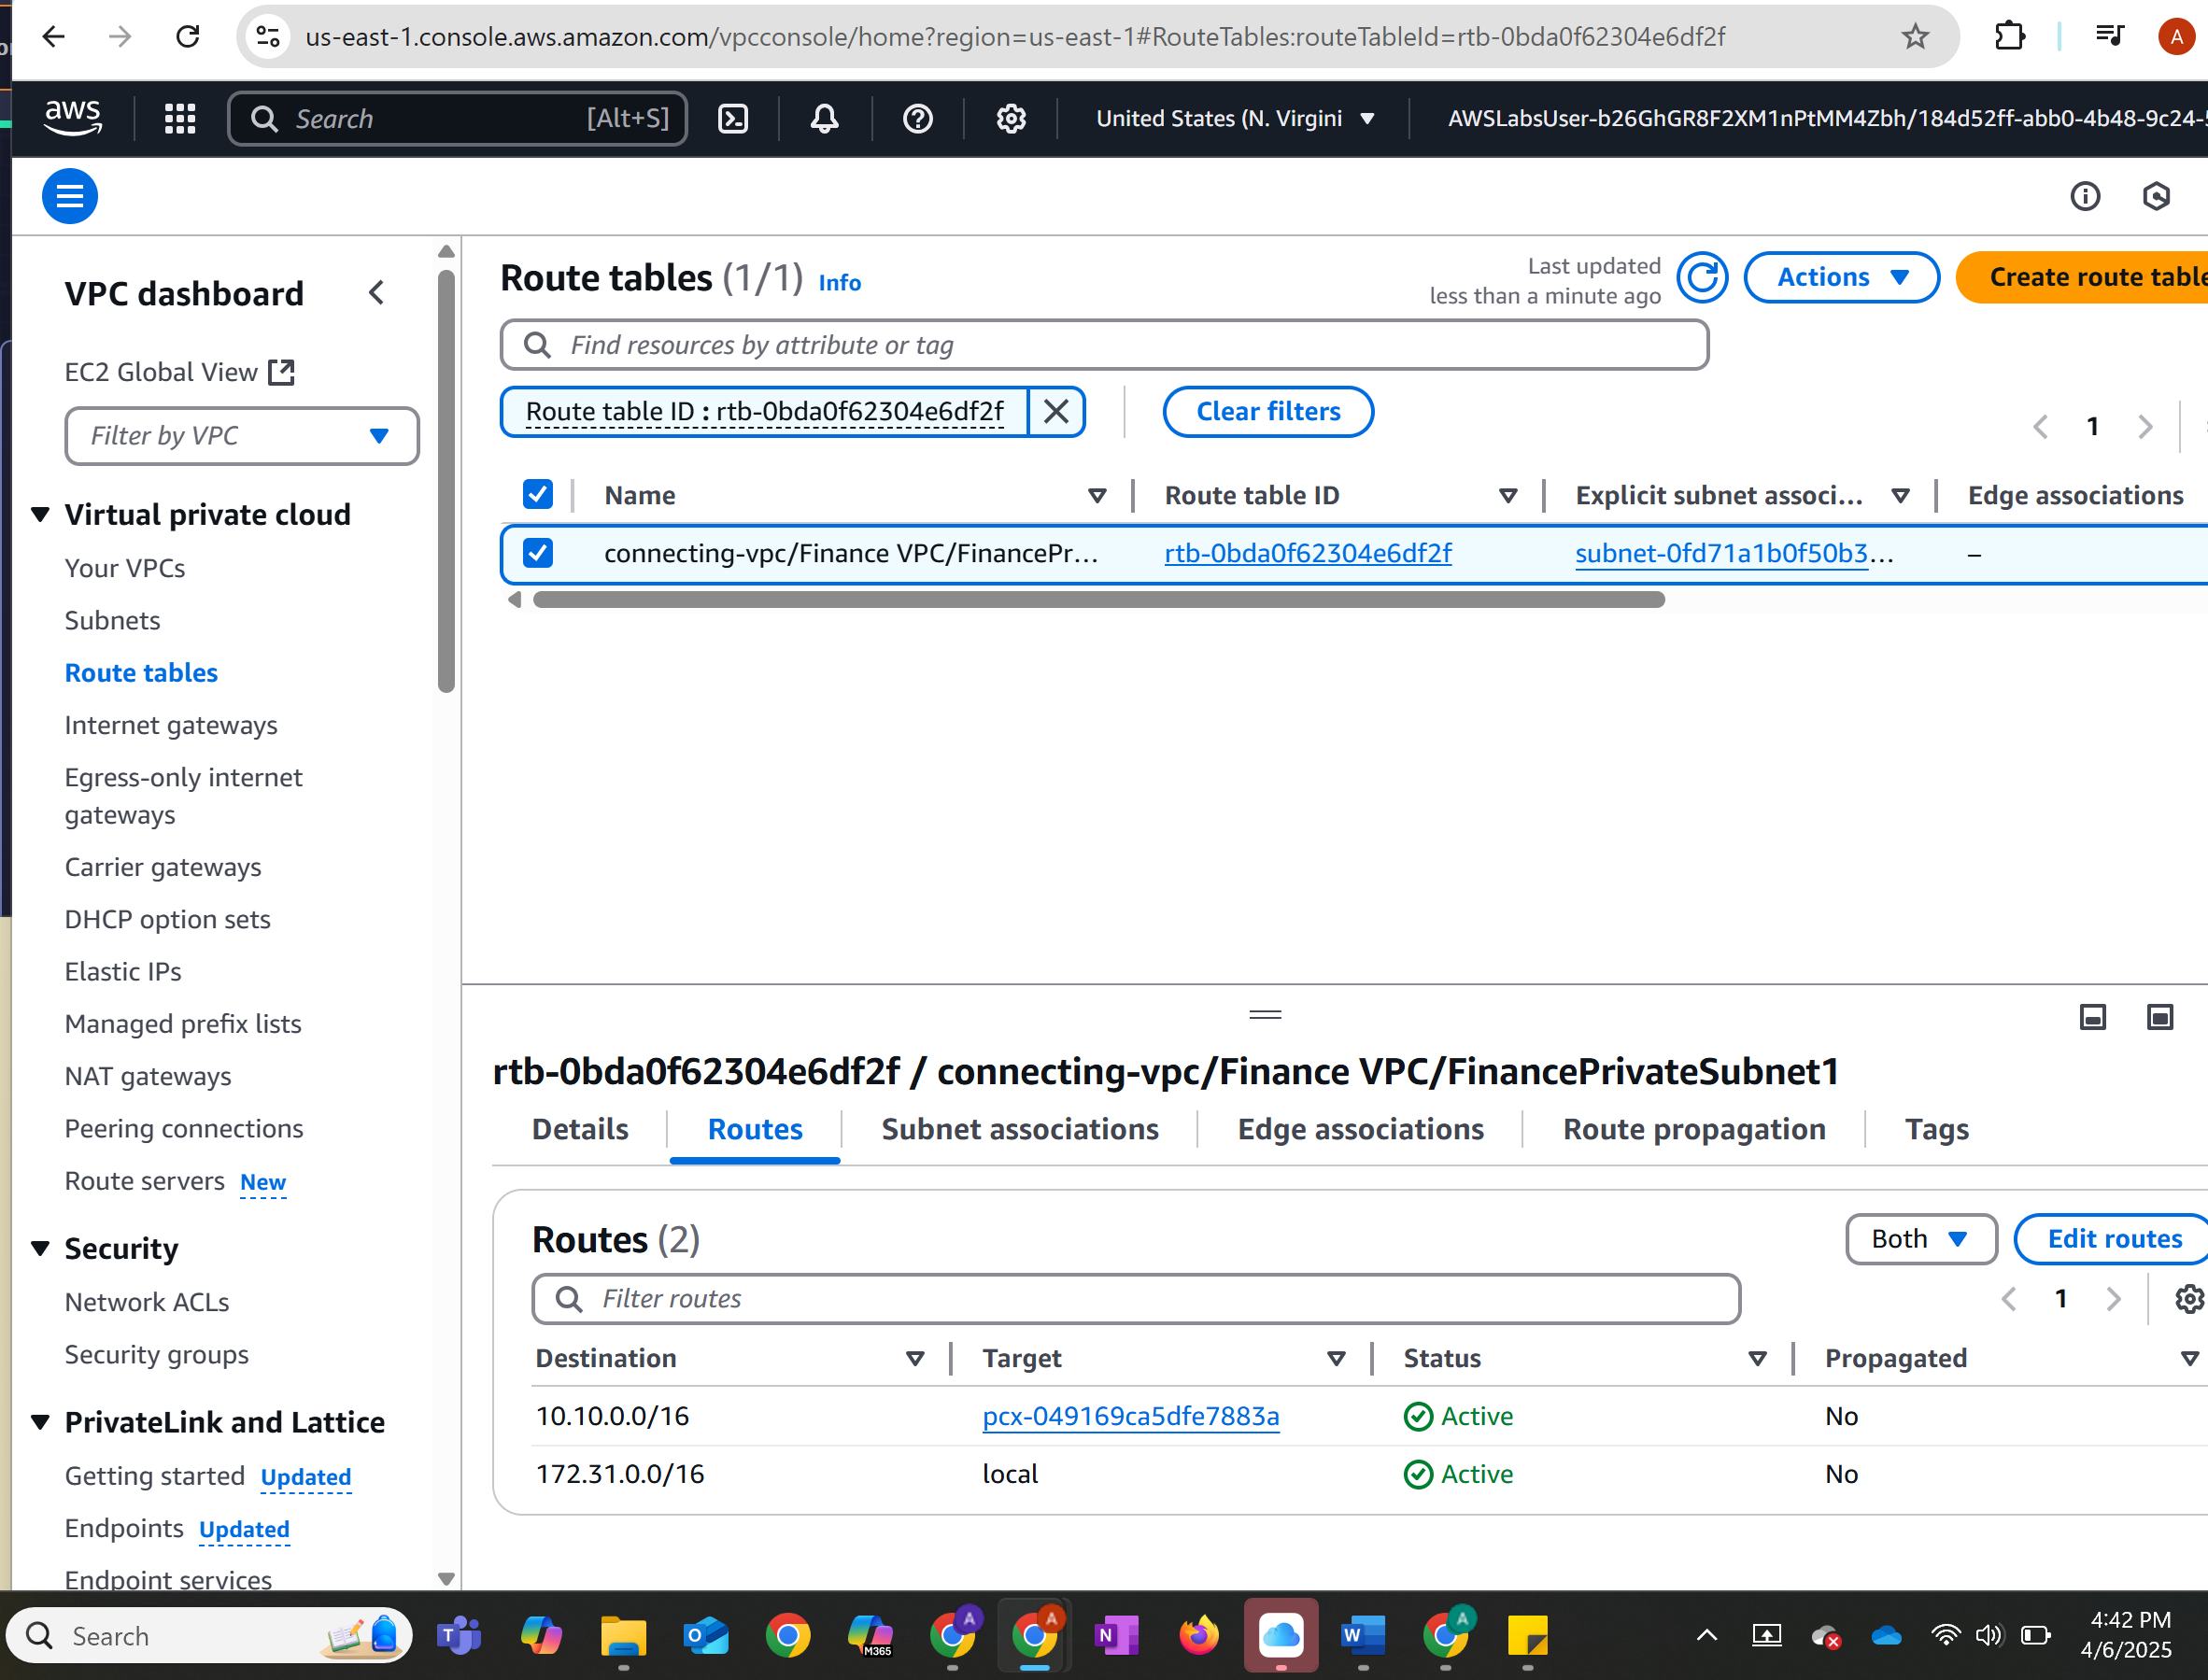 us-east-1.console.aws.amazon.com/vpcconsole/home?region=us-east-1#RouteTables:routeTableId=rtb-0bda0f62304e6df2f
A
aws
Search [Alt+S]
United States (N. Virgini
AWSLabsUser-b26GhGR8F2XM1nPtMM4Zbh/184d52ff-abb0-4b48-9c24-
VPC dashboard
EC2 Global View
Filter by VPC
Virtual private cloud
Your VPCs
Subnets
Route tables
Internet gateways
Egress-only internet
gateways
Carrier gateways
DHCP option sets
Elastic IPs
Managed prefix lists
NAT gateways
Peering connections
Route servers New
Security
Network ACLs
Security groups
PrivateLink and Lattice
Getting started Updated
Endpoints Updated
Endpoint services
Route tables (1/1) Info
Last updated
less than a minute ago
Actions
Create route table
Find resources by attribute or tag
Route table ID : rtb-0bda0f62304e6df2f
Clear filters
1
Name Route table ID Explicit subnet associ... Edge associations
connecting-vpc/Finance VPC/FinancePr... rtb-0bda0f62304e6df2f subnet-0fd71a1b0f50b3... –
rtb-0bda0f62304e6df2f / connecting-vpc/Finance VPC/FinancePrivateSubnet1
Details Routes Subnet associations Edge associations Route propagation Tags
Routes (2)
Both
Edit routes
Filter routes
1
Destination Target Status Propagated
10.10.0.0/16 pcx-049169ca5dfe7883a Active No
172.31.0.0/16 local Active No
Search
T
O
M365
A
A
N
W
A
4:42 PM
4/6/2025